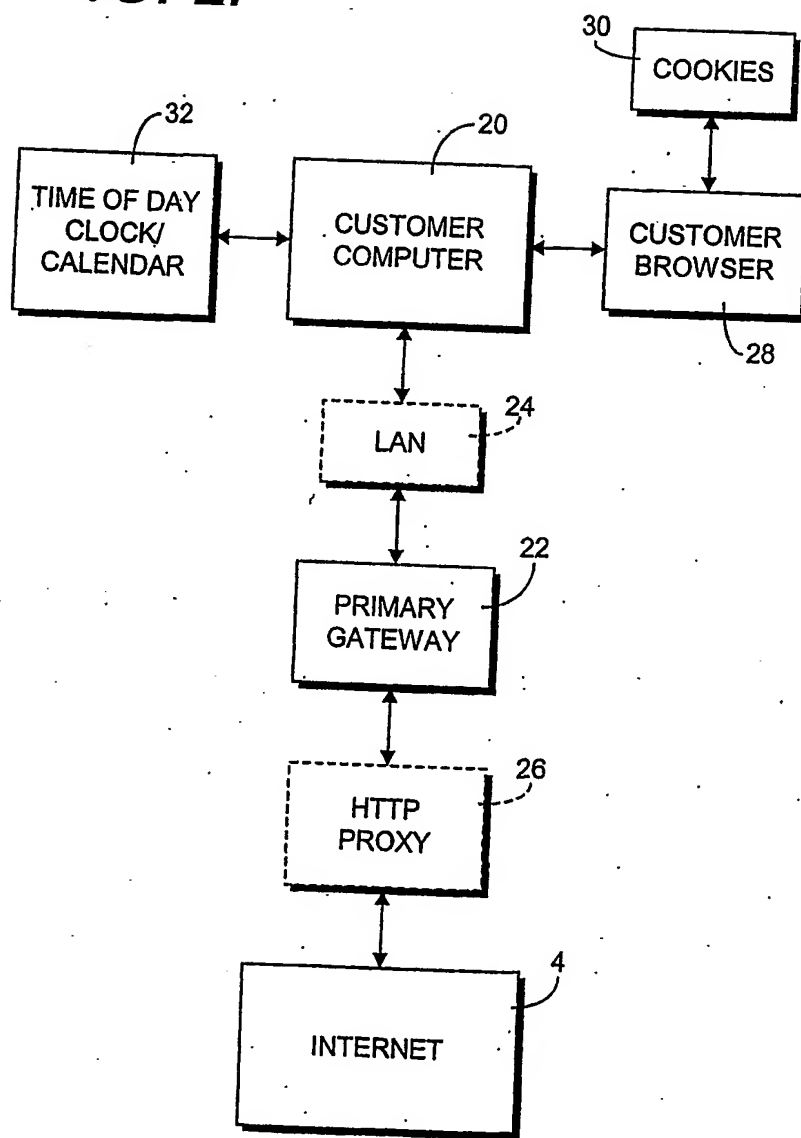 30
COOKIES
32
20
TIME OF DAY
CLOCK/
CALENDAR
CUSTOMER
COMPUTER
CUSTOMER
BROWSER
28
24
LAN
22
PRIMARY
GATEWAY
26
HTTP
PROXY
4
INTERNET